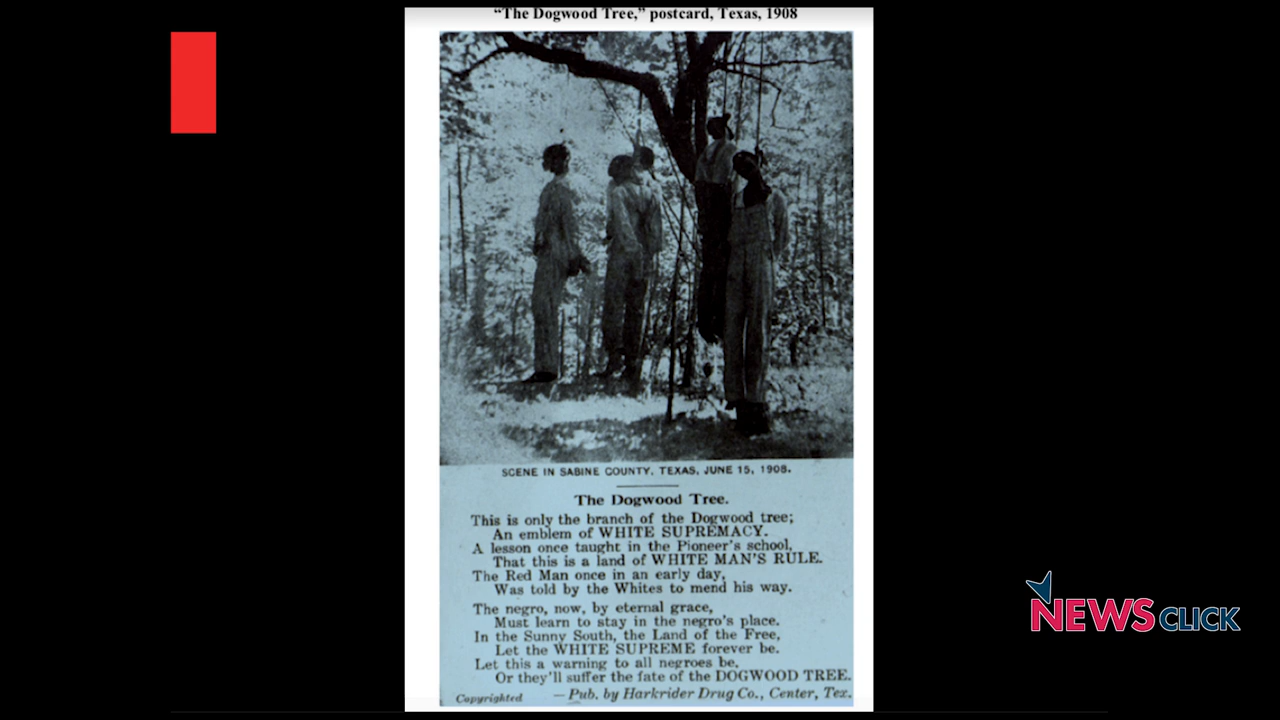 “The Dogwood Tree,” postcard, Texas, 1908
SCENE IN SABINE COUNTY, TEXAS, JUNE 15, 1908.
The Dogwood Tree.
This is only the branch of the Dogwood tree;
An emblem of WHITE SUPREMACY.
A lesson once taught in the Pioneer's school,
That this is a land of WHITE MAN'S RULE.
The Red Man once in an early day,
Was told by the Whites to mend his way.
The negro, now, by eternal grace,
Must learn to stay in the negro's place.
In the Sunny South, the Land of the Free,
Let the WHITE SUPREME forever be.
Let this a warning to all negroes be,
Or they'll suffer the fate of the DOGWOOD TREE.
Copyrighted —Pub. by Harkrider Drug Co., Center, Tex.
NEWSCLICK